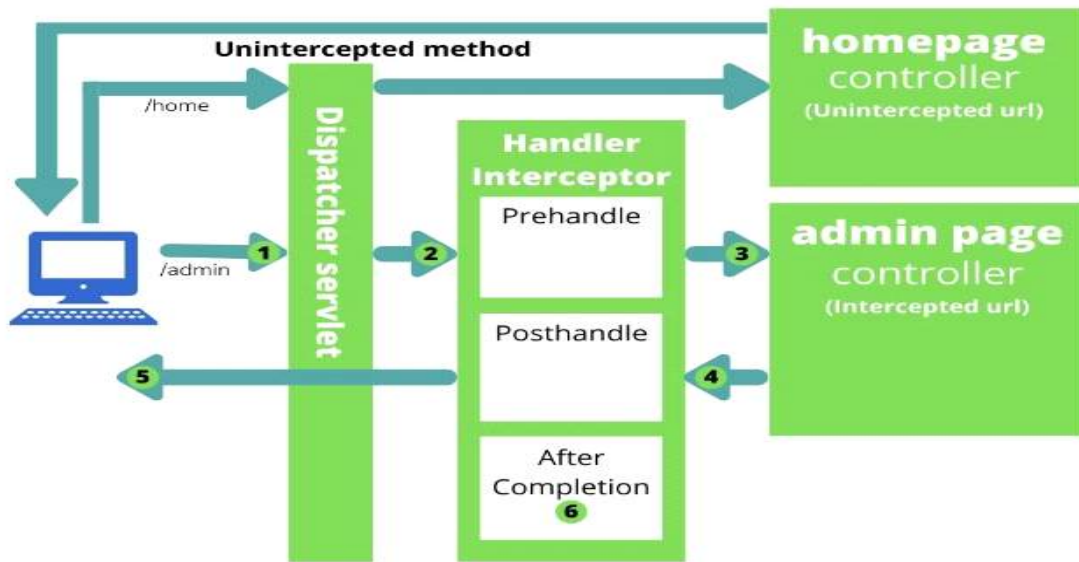 Unintercepted method
/home
/admin
1
Dispatcher servlet
2
Handler
Interceptor
Prehandle
Posthandle
After
Completion
6
3
4
5
homepage
controller
(Unintercepted url)
admin page
controller
(Intercepted url)